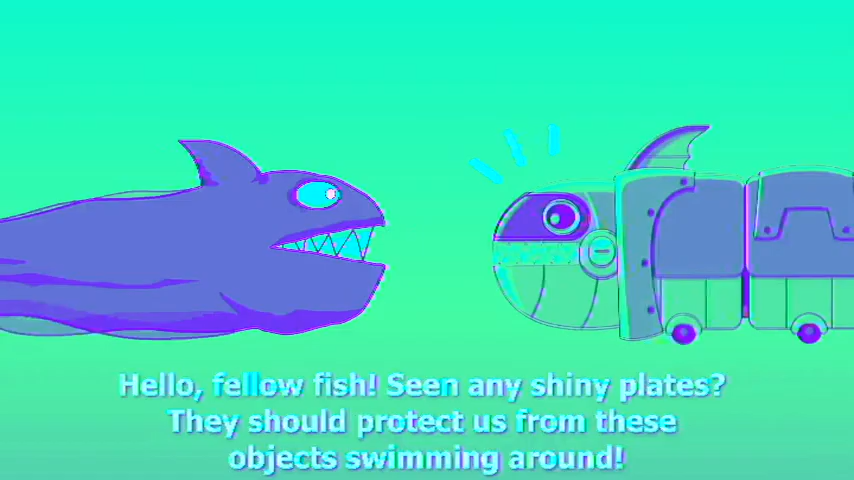 Hello, fellow fish! Seen any shiny plates?
They should protect us from these
objects swimming around!